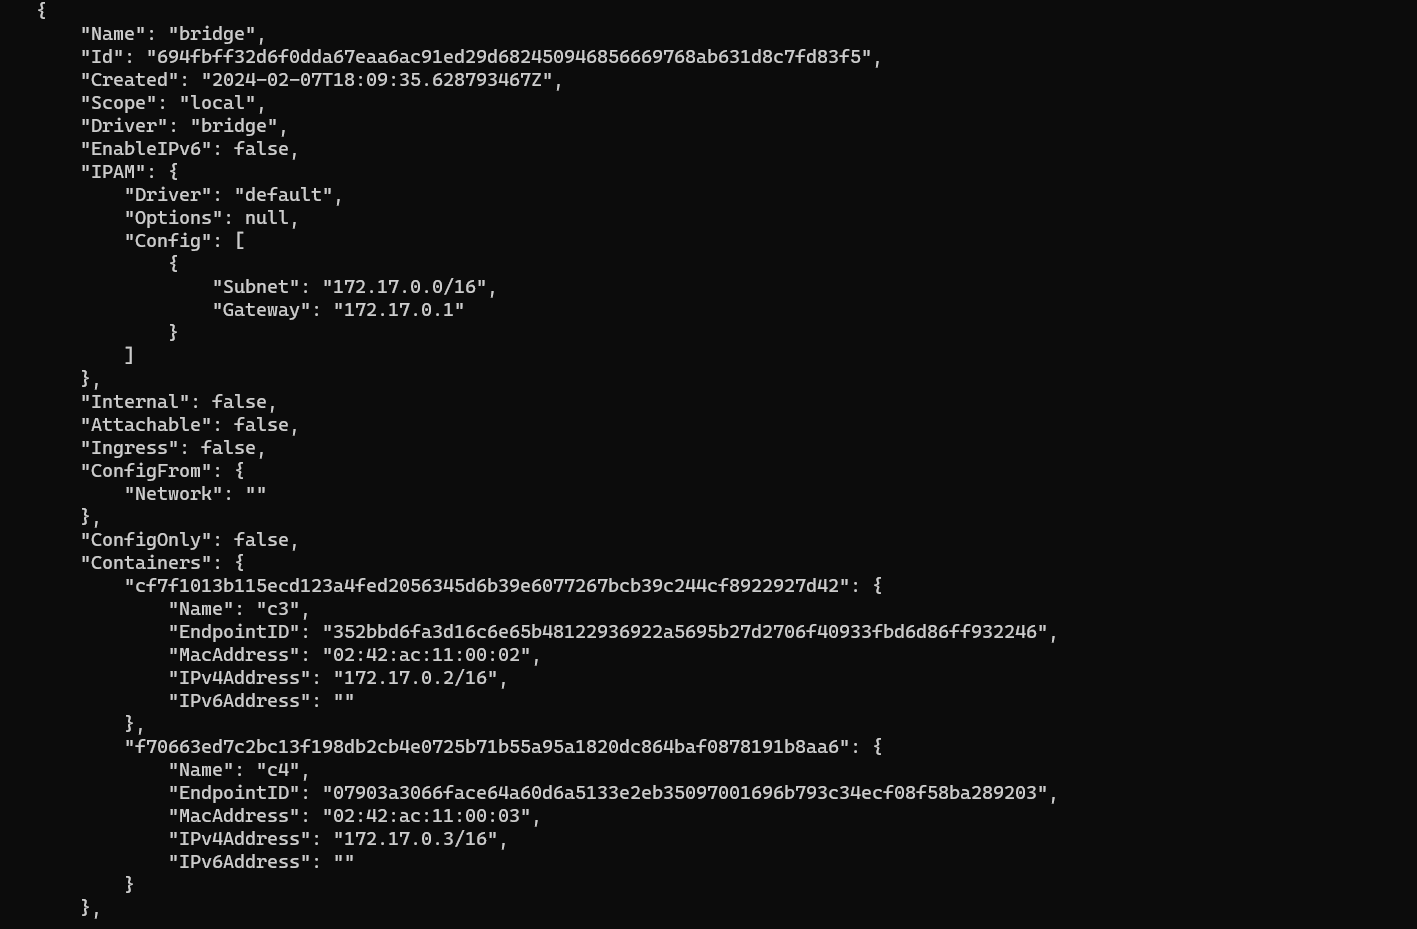 {
"Name": "bridge",
"Id": "694fbff32d6f0dda67eaa6ac91ed29d682450946856669768ab631d8c7fd83f5",
"Created": "2024-02-07T18:09:35.628793467Z",
"Scope": "local",
"Driver": "bridge",
"EnableIPv6": false,
"IPAM": {
"Driver": "default",
"Options": null,
"Config": [
{
"Subnet": "172.17.0.0/16",
"Gateway": "172.17.0.1"
}
]
},
"Internal": false,
"Attachable": false,
"Ingress": false,
"ConfigFrom": {
"Network": ""
},
"ConfigOnly": false,
"Containers": {
"cf7f1013b115ecd123a4fed2056345d6b39e6077267bcb39c244cf8922927d42": {
"Name": "c3",
"EndpointID": "352bbd6fa3d16c6e65b48122936922a5695b27d2706f40933fbd6d86ff932246",
"MacAddress": "02:42:ac:11:00:02",
"IPv4Address": "172.17.0.2/16",
"IPv6Address": ""
},
"f70663ed7c2bc13f198db2cb4e0725b71b55a95a1820dc864baf0878191b8aa6": {
"Name": "c4",
"EndpointID": "07903a3066face64a60d6a5133e2eb35097001696b793c34ecf08f58ba289203",
"MacAddress": "02:42:ac:11:00:03",
"IPv4Address": "172.17.0.3/16",
"IPv6Address": ""
}
},